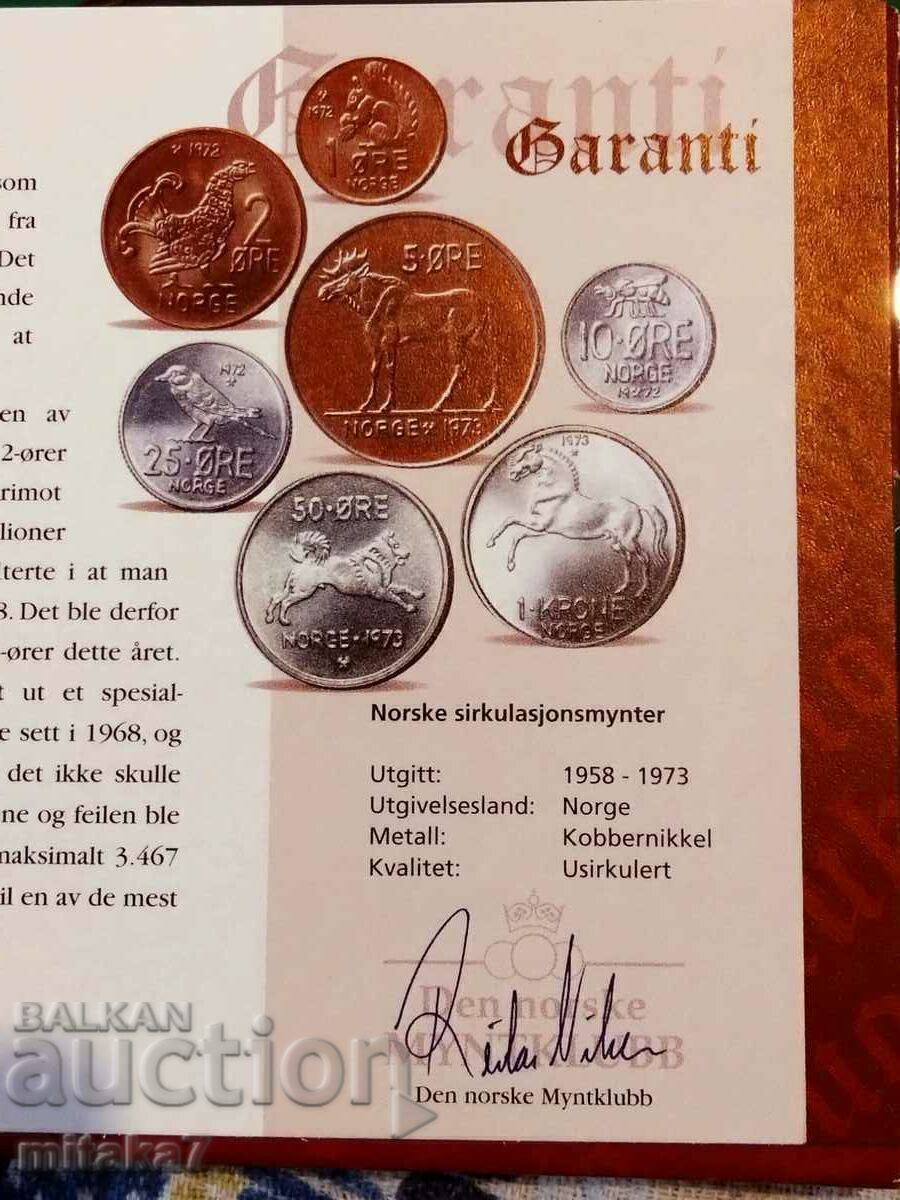 Garanti
Garanti
1972
1 ØRE
NORGE
1972
2
ØRE
NORGE
5·ØRE
NORGE 1973
10·ØRE
NORGE
1972
1972
25·ØRE
NORGE
50·ØRE
NORGE·1973
1973
1·KRONE
NORGE
som
fra
Det
nde
at
en av
2-ører
rimot
lioner
lterte i at man
8. Det ble derfor
-ører dette året.
t ut et spesial-
e sett i 1968, og
det ikke skulle
ne og feilen ble
maksimalt 3.467
il en av de mest
Norske sirkulasjonsmynter
Utgitt: 1958 - 1973
Utgivelsesland: Norge
Metall: Kobbernikkel
Kvalitet: Usirkulert
Den norske
MYNTKLUBB
Den norske Myntklubb
BALKAN
auction
mitaka7